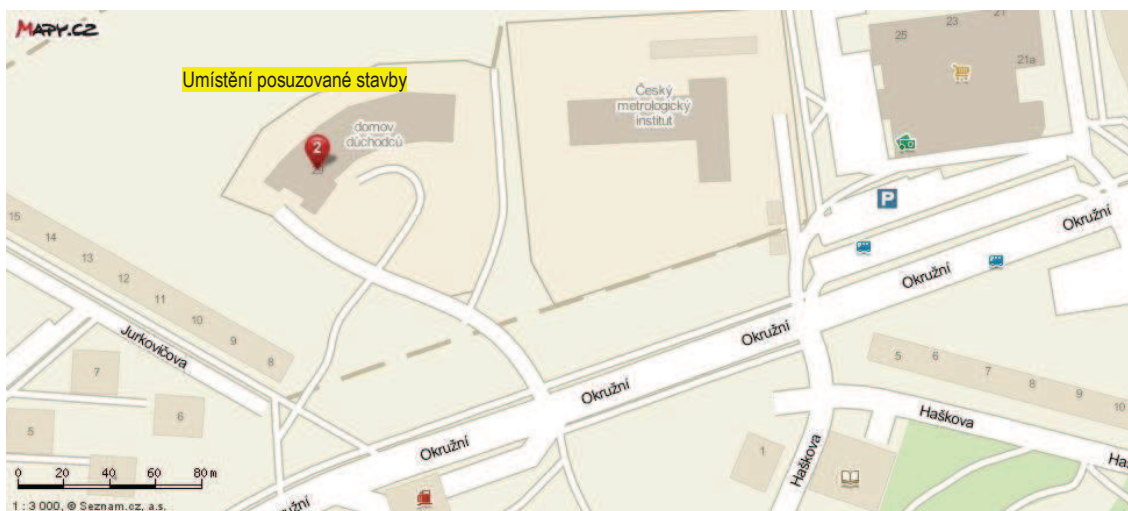 MAPY.CZ
Umístění posuzované stavby
23
21
25
21a
Český
metrologický
institut
domov
důchodců
2
P
15
14
13
12
11
10
9
8
Jurkovičova
7
6
5
Okružní
Okružní
Okružní
Okružní
Okružní
5
6
7
8
9
10
Haškova
Haškova
1
0 20 40 60 80 m
1 : 3 000, © Seznam.cz, a.s.